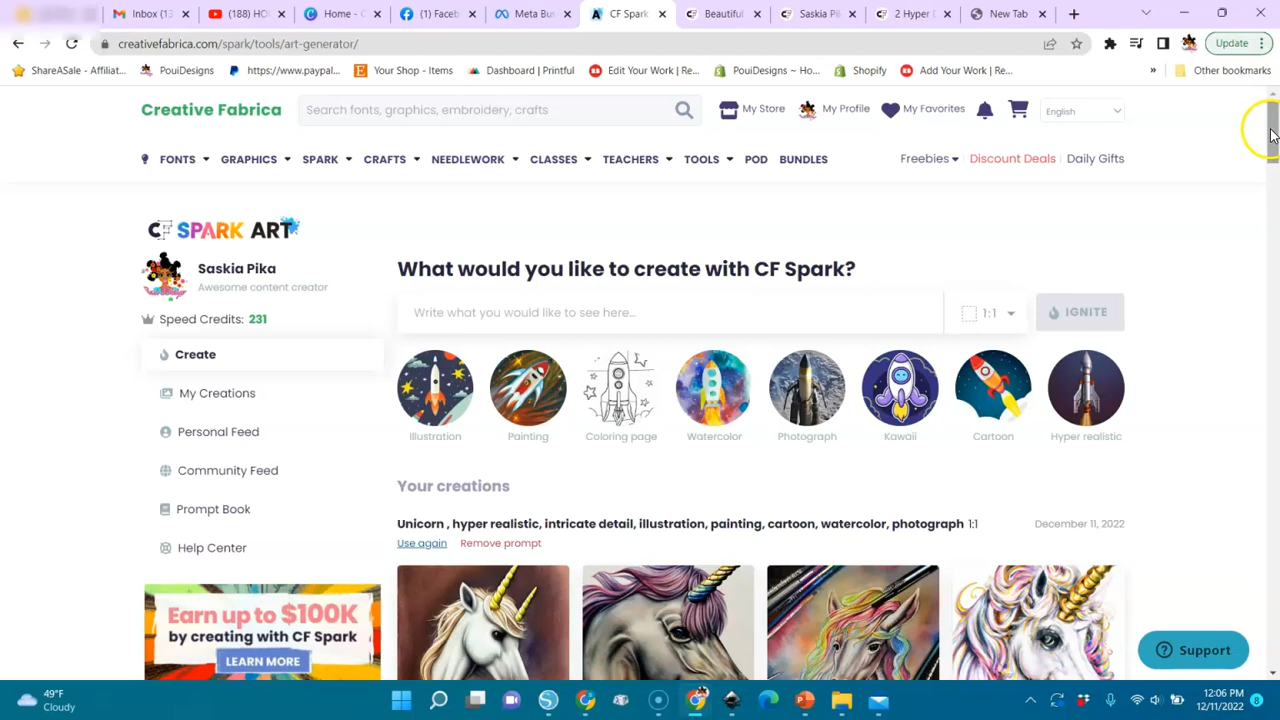 Inbox (13
(188) HO
Home - C
(1) Faceb
Meta Bus
CF Spark
Beautiful
Saskia Pi
2 Hyper D
New Tab
creativefabrica.com/spark/tools/art-generator/
Update
ShareASale - Affiliat...
PouiDesigns
https://www.paypal...
Your Shop - Items
Dashboard | Printful
Edit Your Work | Re...
PouiDesigns ~ Ho...
Shopify
Add Your Work | Re...
»
Other bookmarks
Creative Fabrica
Search fonts, graphics, embroidery, crafts
My Store
My Profile
My Favorites
English
FONTS
GRAPHICS
SPARK
CRAFTS
NEEDLEWORK
CLASSES
TEACHERS
TOOLS
POD
BUNDLES
Freebies
Discount Deals
Daily Gifts
CF SPARK ART
Saskia Pika
Awesome content creator
Speed Credits: 231
Create
My Creations
Personal Feed
Community Feed
Prompt Book
Help Center
Earn up to $100K
by creating with CF Spark
LEARN MORE
What would you like to create with CF Spark?
Write what you would like to see here...
1:1
IGNITE
Illustration
Painting
Coloring page
Watercolor
Photograph
Kawaii
Cartoon
Hyper realistic
Your creations
Unicorn , hyper realistic, intricate detail, illustration, painting, cartoon, watercolor, photograph 1:1
December 11, 2022
Use again
Remove prompt
Support
49°F
Cloudy
12:06 PM
12/11/2022
8